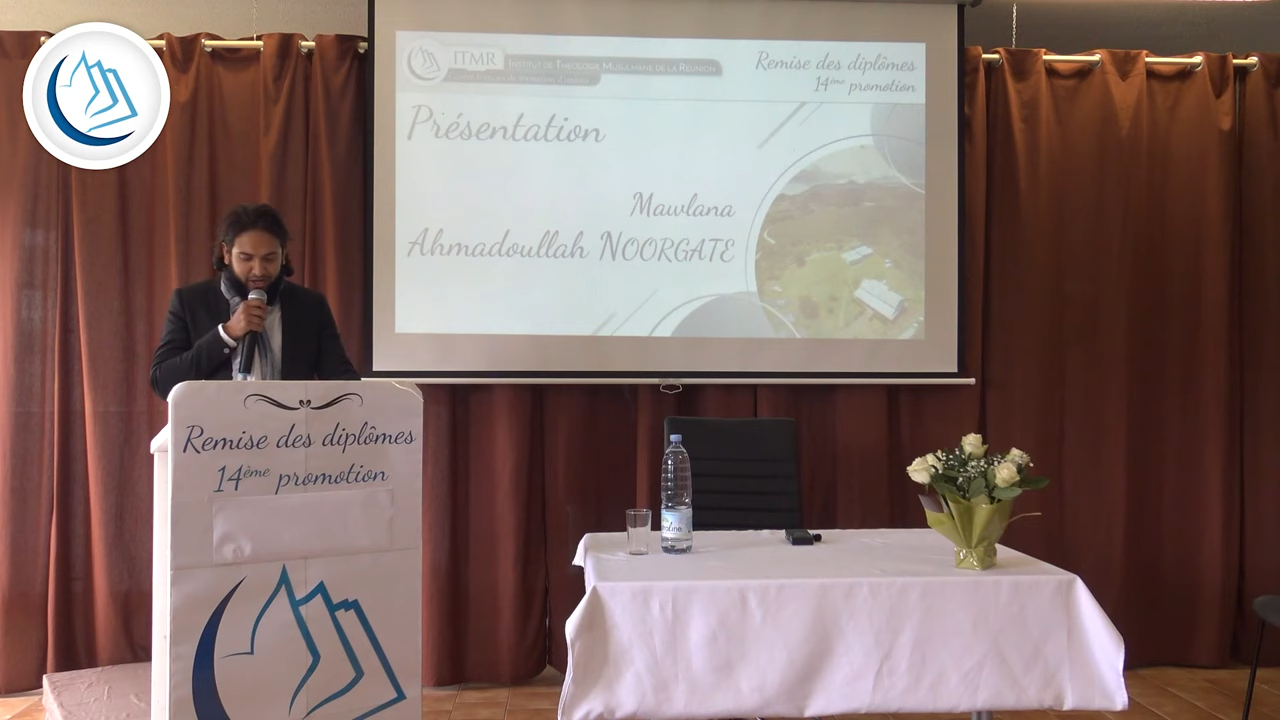 ITMR INSTITUT DE THÉOLOGIE MUSULMANE DE LA RÉUNION
Remise des diplômes
14ème promotion
Présentation
Mawlana
Ahmadoullah NOORGATE
Remise des diplômes
14ème promotion